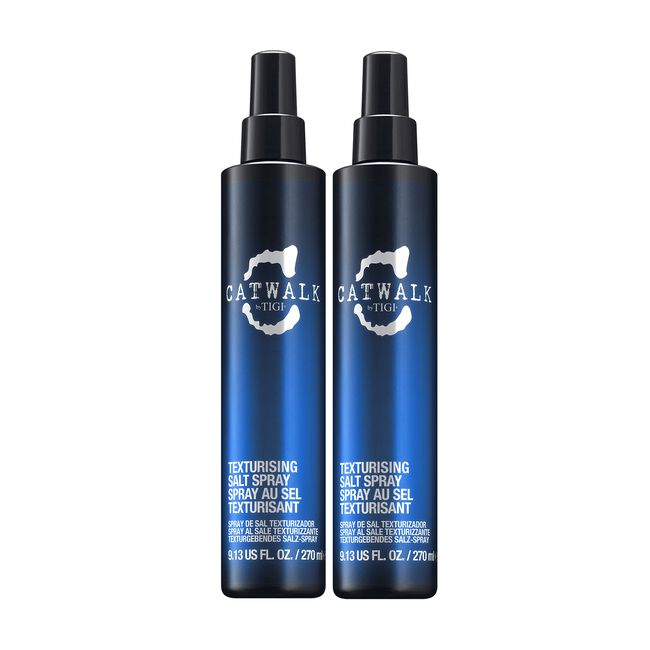 CATWALK
by TIGI
TEXTURISING
SALT SPRAY
SPRAY AU SEL
TEXTURISANT
SPRAY DE SAL TEXTURIZADOR
SPRAY AL SALE TEXTURIZZANTE
TEXTURGEBENDES SALZ-SPRAY
9.13 US FL. OZ. / 270 ml e
CATWALK
by TIGI
TEXTURISING
SALT SPRAY
SPRAY AU SEL
TEXTURISANT
SPRAY DE SAL TEXTURIZADOR
SPRAY AL SALE TEXTURIZZANTE
TEXTURGEBENDES SALZ-SPRAY
9.13 US FL. OZ. / 270 ml e